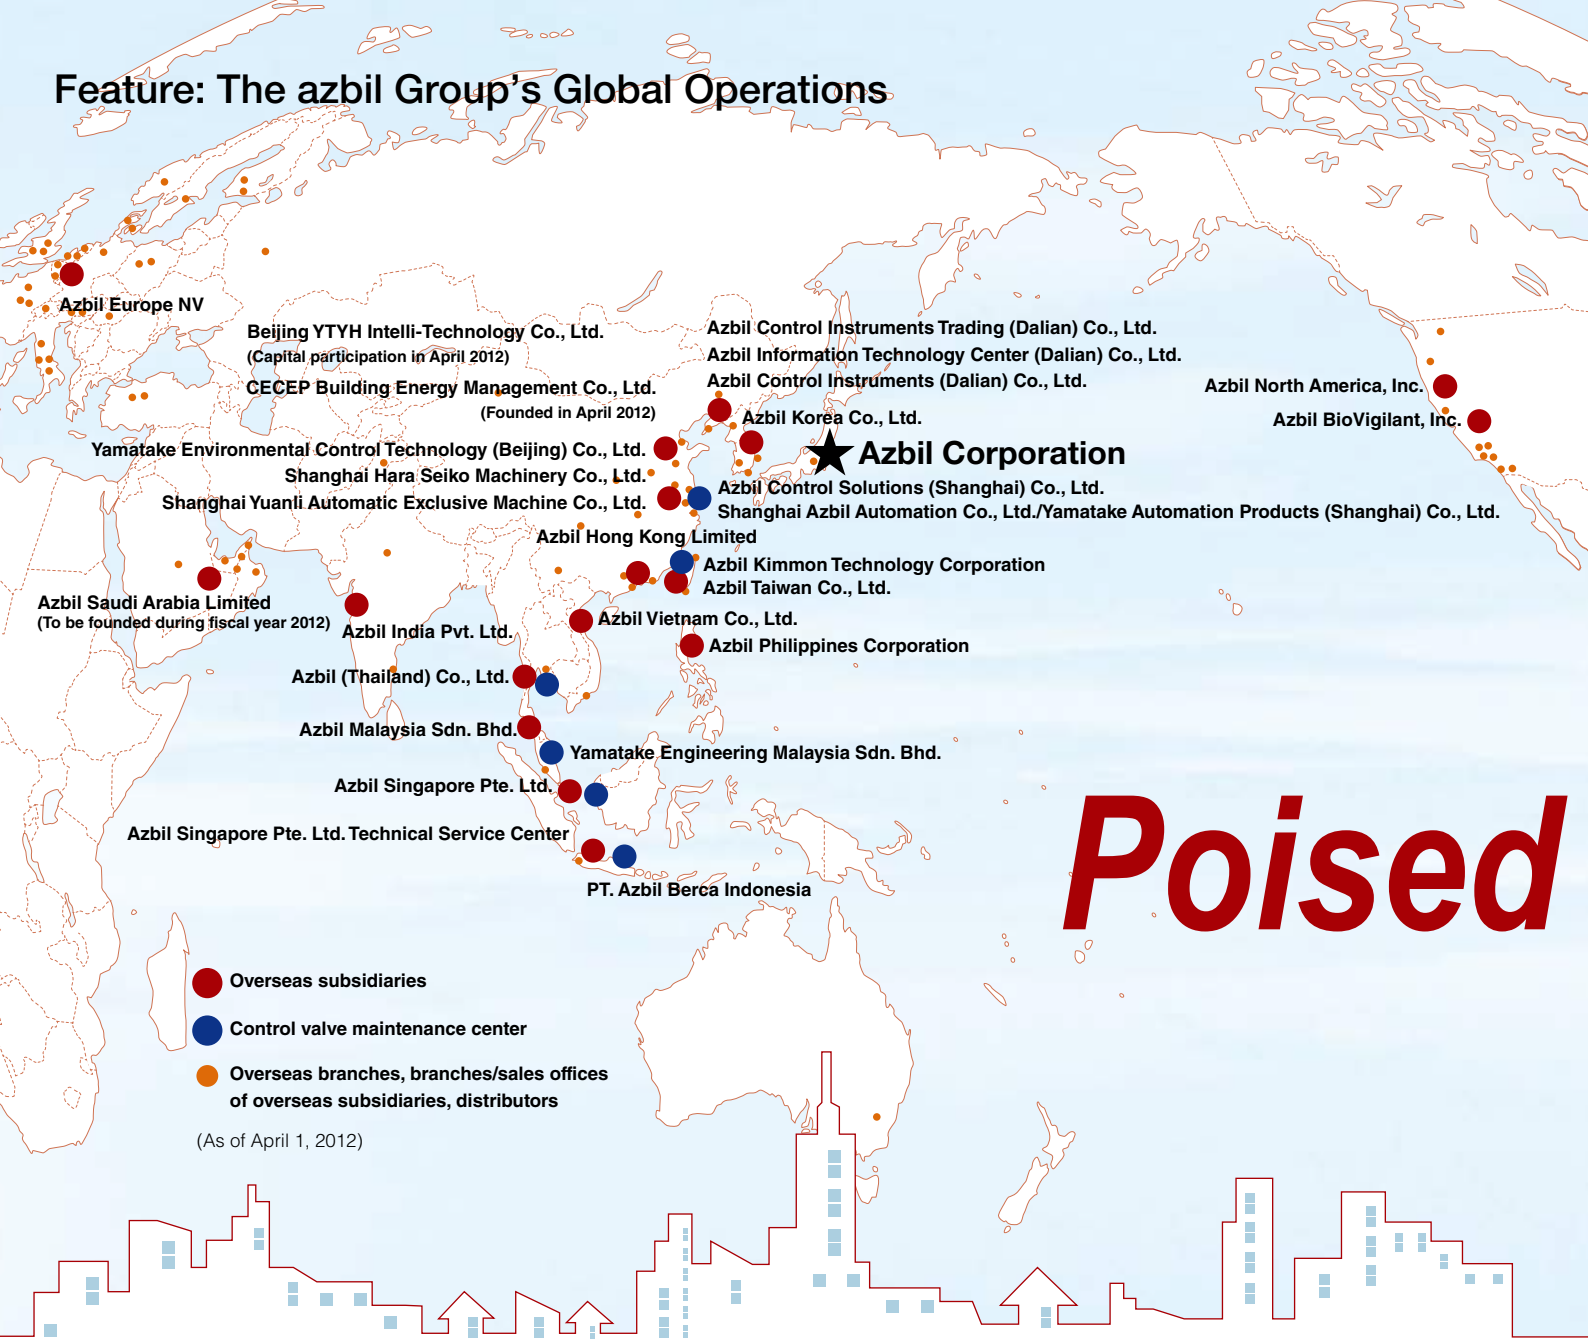 Feature: The azbil Group's Global Operations
Azbil Europe NV
Beijing YTYH Intelli-Technology Co., Ltd.
(Capital participation in April 2012)
CECEP Building Energy Management Co., Ltd.
(Founded in April 2012)
Yamatake Environmental Control Technology (Beijing) Co., Ltd.
Shanghai Hara Seiko Machinery Co., Ltd.
Shanghai Yuanli Automatic Exclusive Machine Co., Ltd.
Azbil Control Instruments Trading (Dalian) Co., Ltd.
Azbil Information Technology Center (Dalian) Co., Ltd.
Azbil Control Instruments (Dalian) Co., Ltd.
Azbil Korea Co., Ltd.
Azbil Corporation
Azbil North America, Inc.
Azbil BioVigilant, Inc.
Azbil Control Solutions (Shanghai) Co., Ltd.
Shanghai Azbil Automation Co., Ltd./Yamatake Automation Products (Shanghai) Co., Ltd.
Azbil Hong Kong Limited
Azbil Kimmon Technology Corporation
Azbil Taiwan Co., Ltd.
Azbil Saudi Arabia Limited
(To be founded during fiscal year 2012)
Azbil India Pvt. Ltd.
Azbil Vietnam Co., Ltd.
Azbil Philippines Corporation
Azbil (Thailand) Co., Ltd.
Azbil Malaysia Sdn. Bhd.
Yamatake Engineering Malaysia Sdn. Bhd.
Azbil Singapore Pte. Ltd.
Azbil Singapore Pte. Ltd. Technical Service Center
PT. Azbil Berca Indonesia
Poised
Overseas subsidiaries
Control valve maintenance center
Overseas branches, branches/sales offices
of overseas subsidiaries, distributors
(As of April 1, 2012)